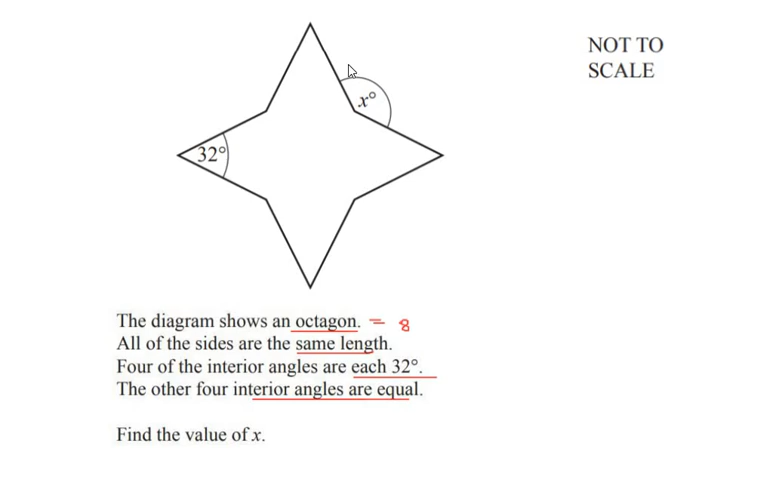 NOT TO
SCALE
x°
32°
The diagram shows an octagon. = 8
All of the sides are the same length.
Four of the interior angles are each 32°.
The other four interior angles are equal.
Find the value of x.